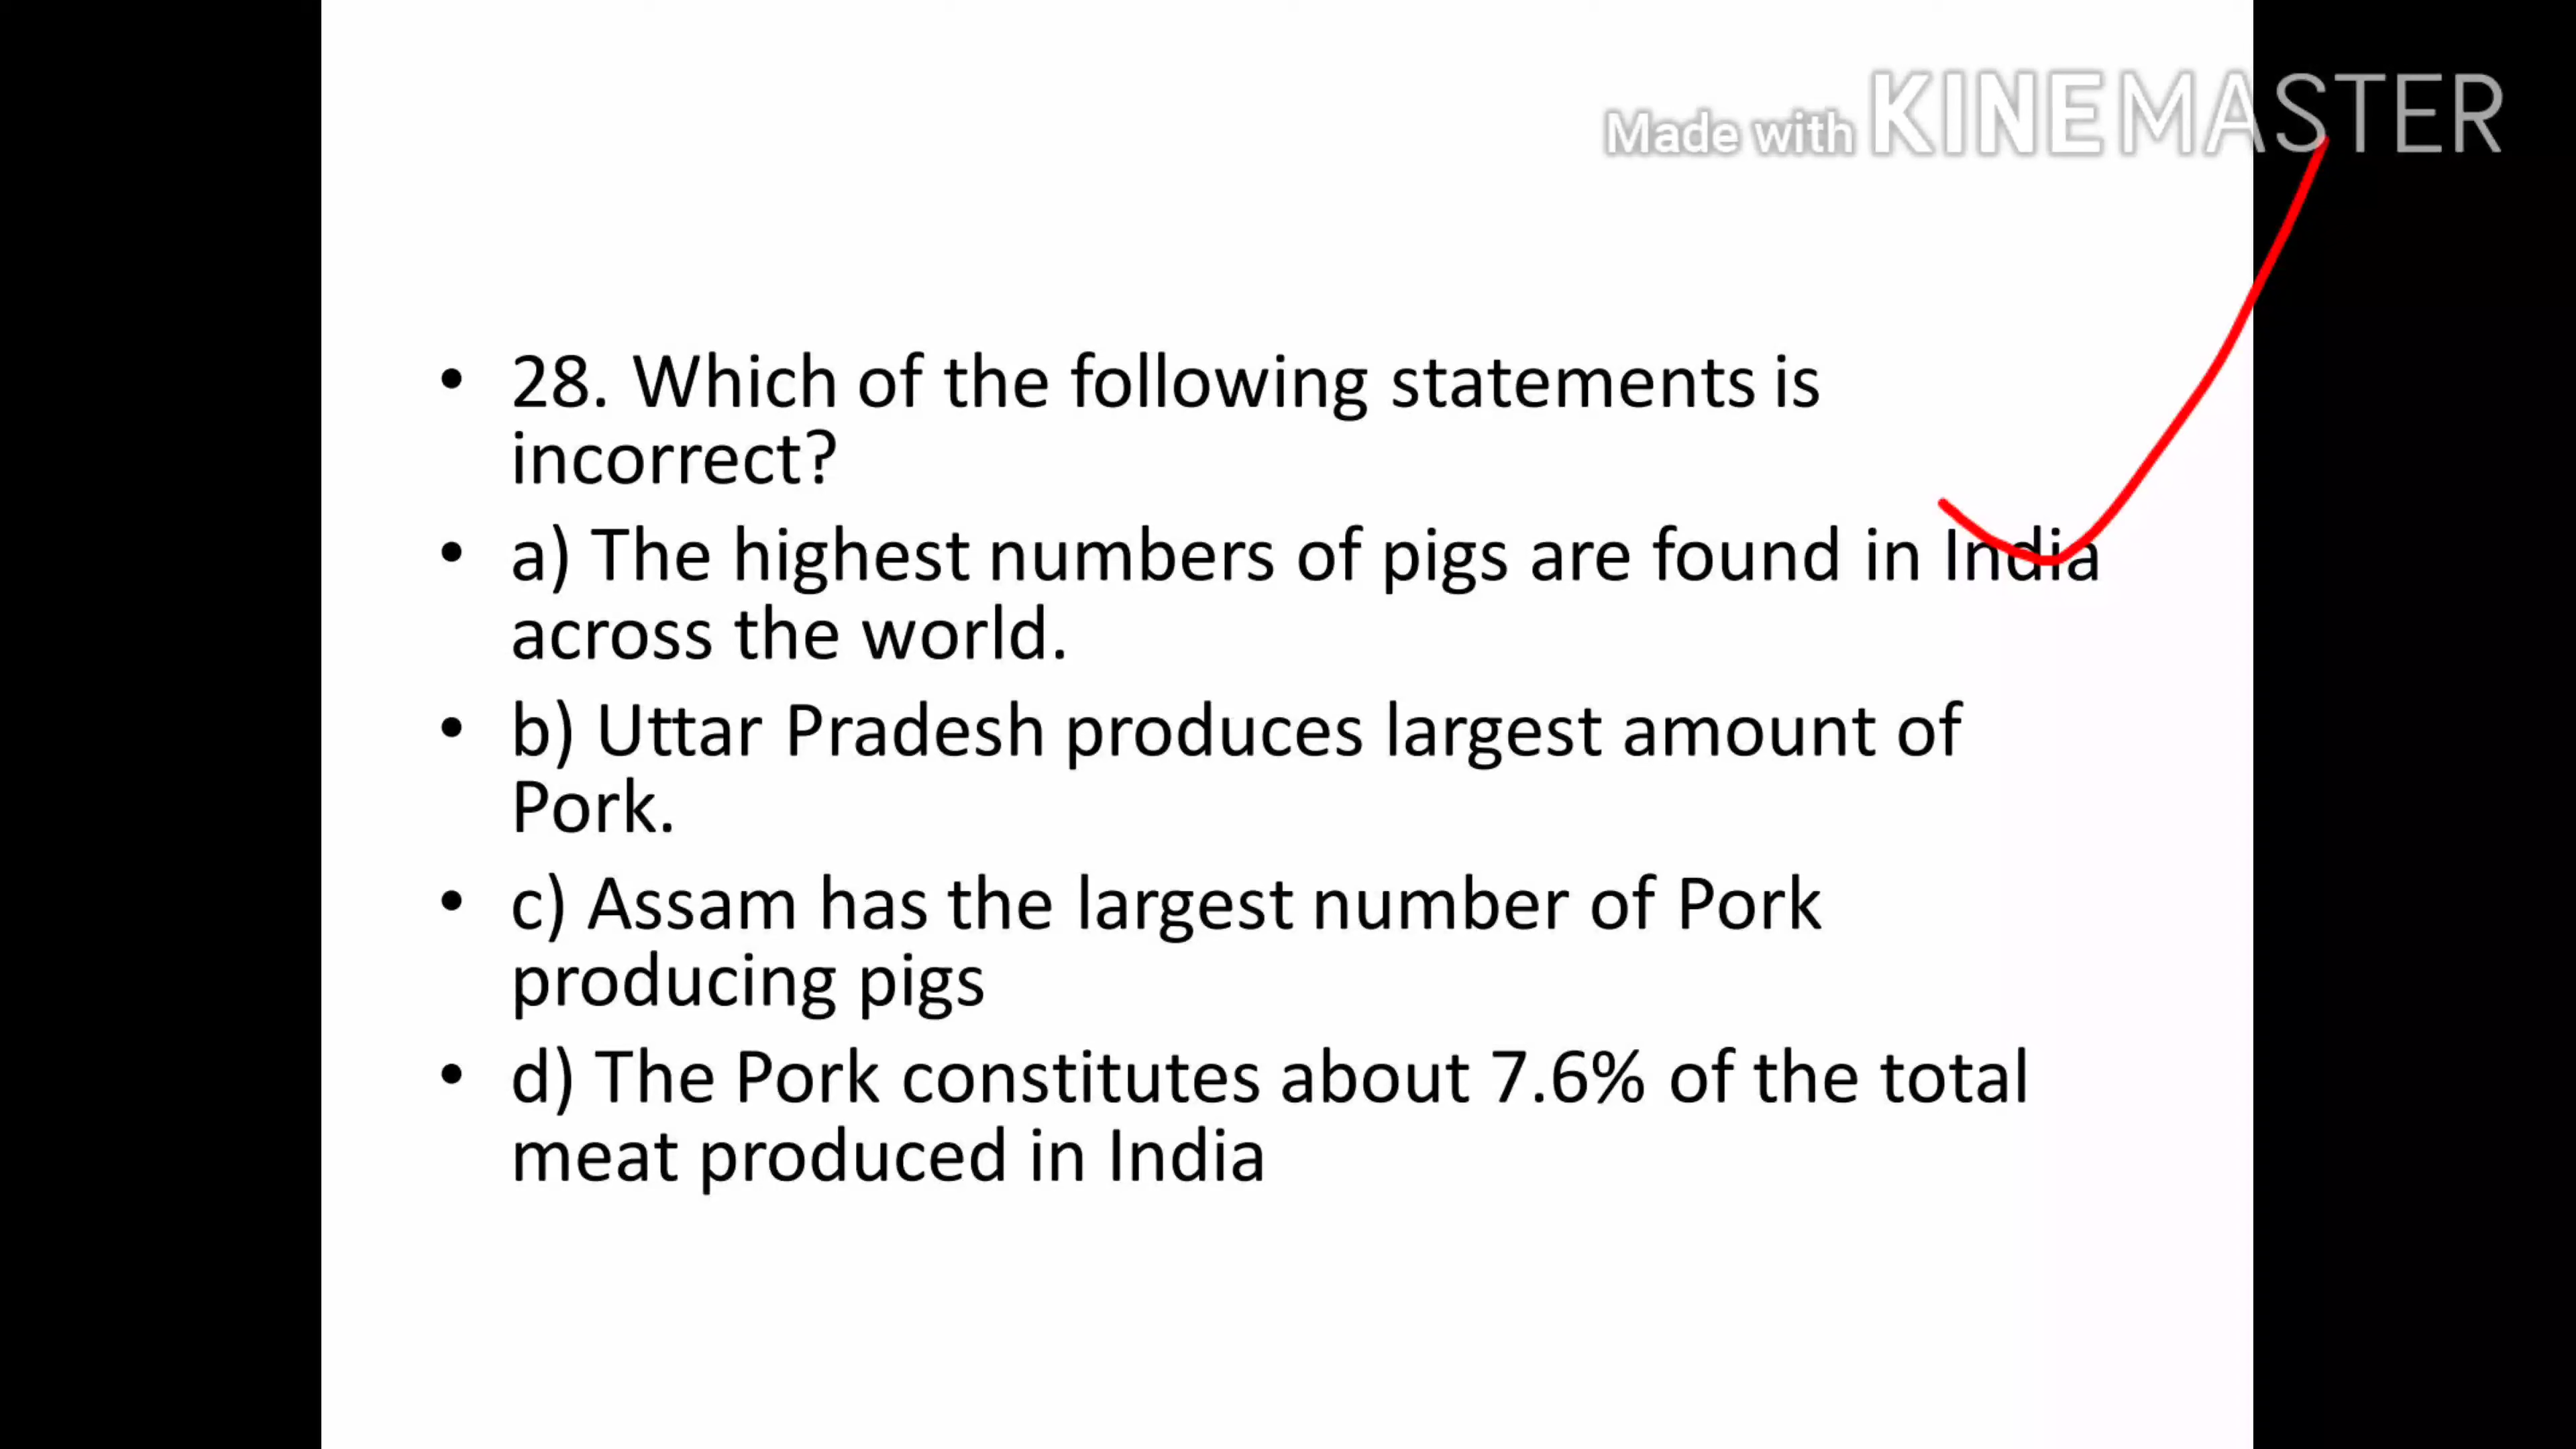 Made with KINEMASTER
• 28. Which of the following statements is
incorrect?
• a) The highest numbers of pigs are found in India
across the world.
• b) Uttar Pradesh produces largest amount of
Pork.
• c) Assam has the largest number of Pork
producing pigs
• d) The Pork constitutes about 7.6% of the total
meat produced in India